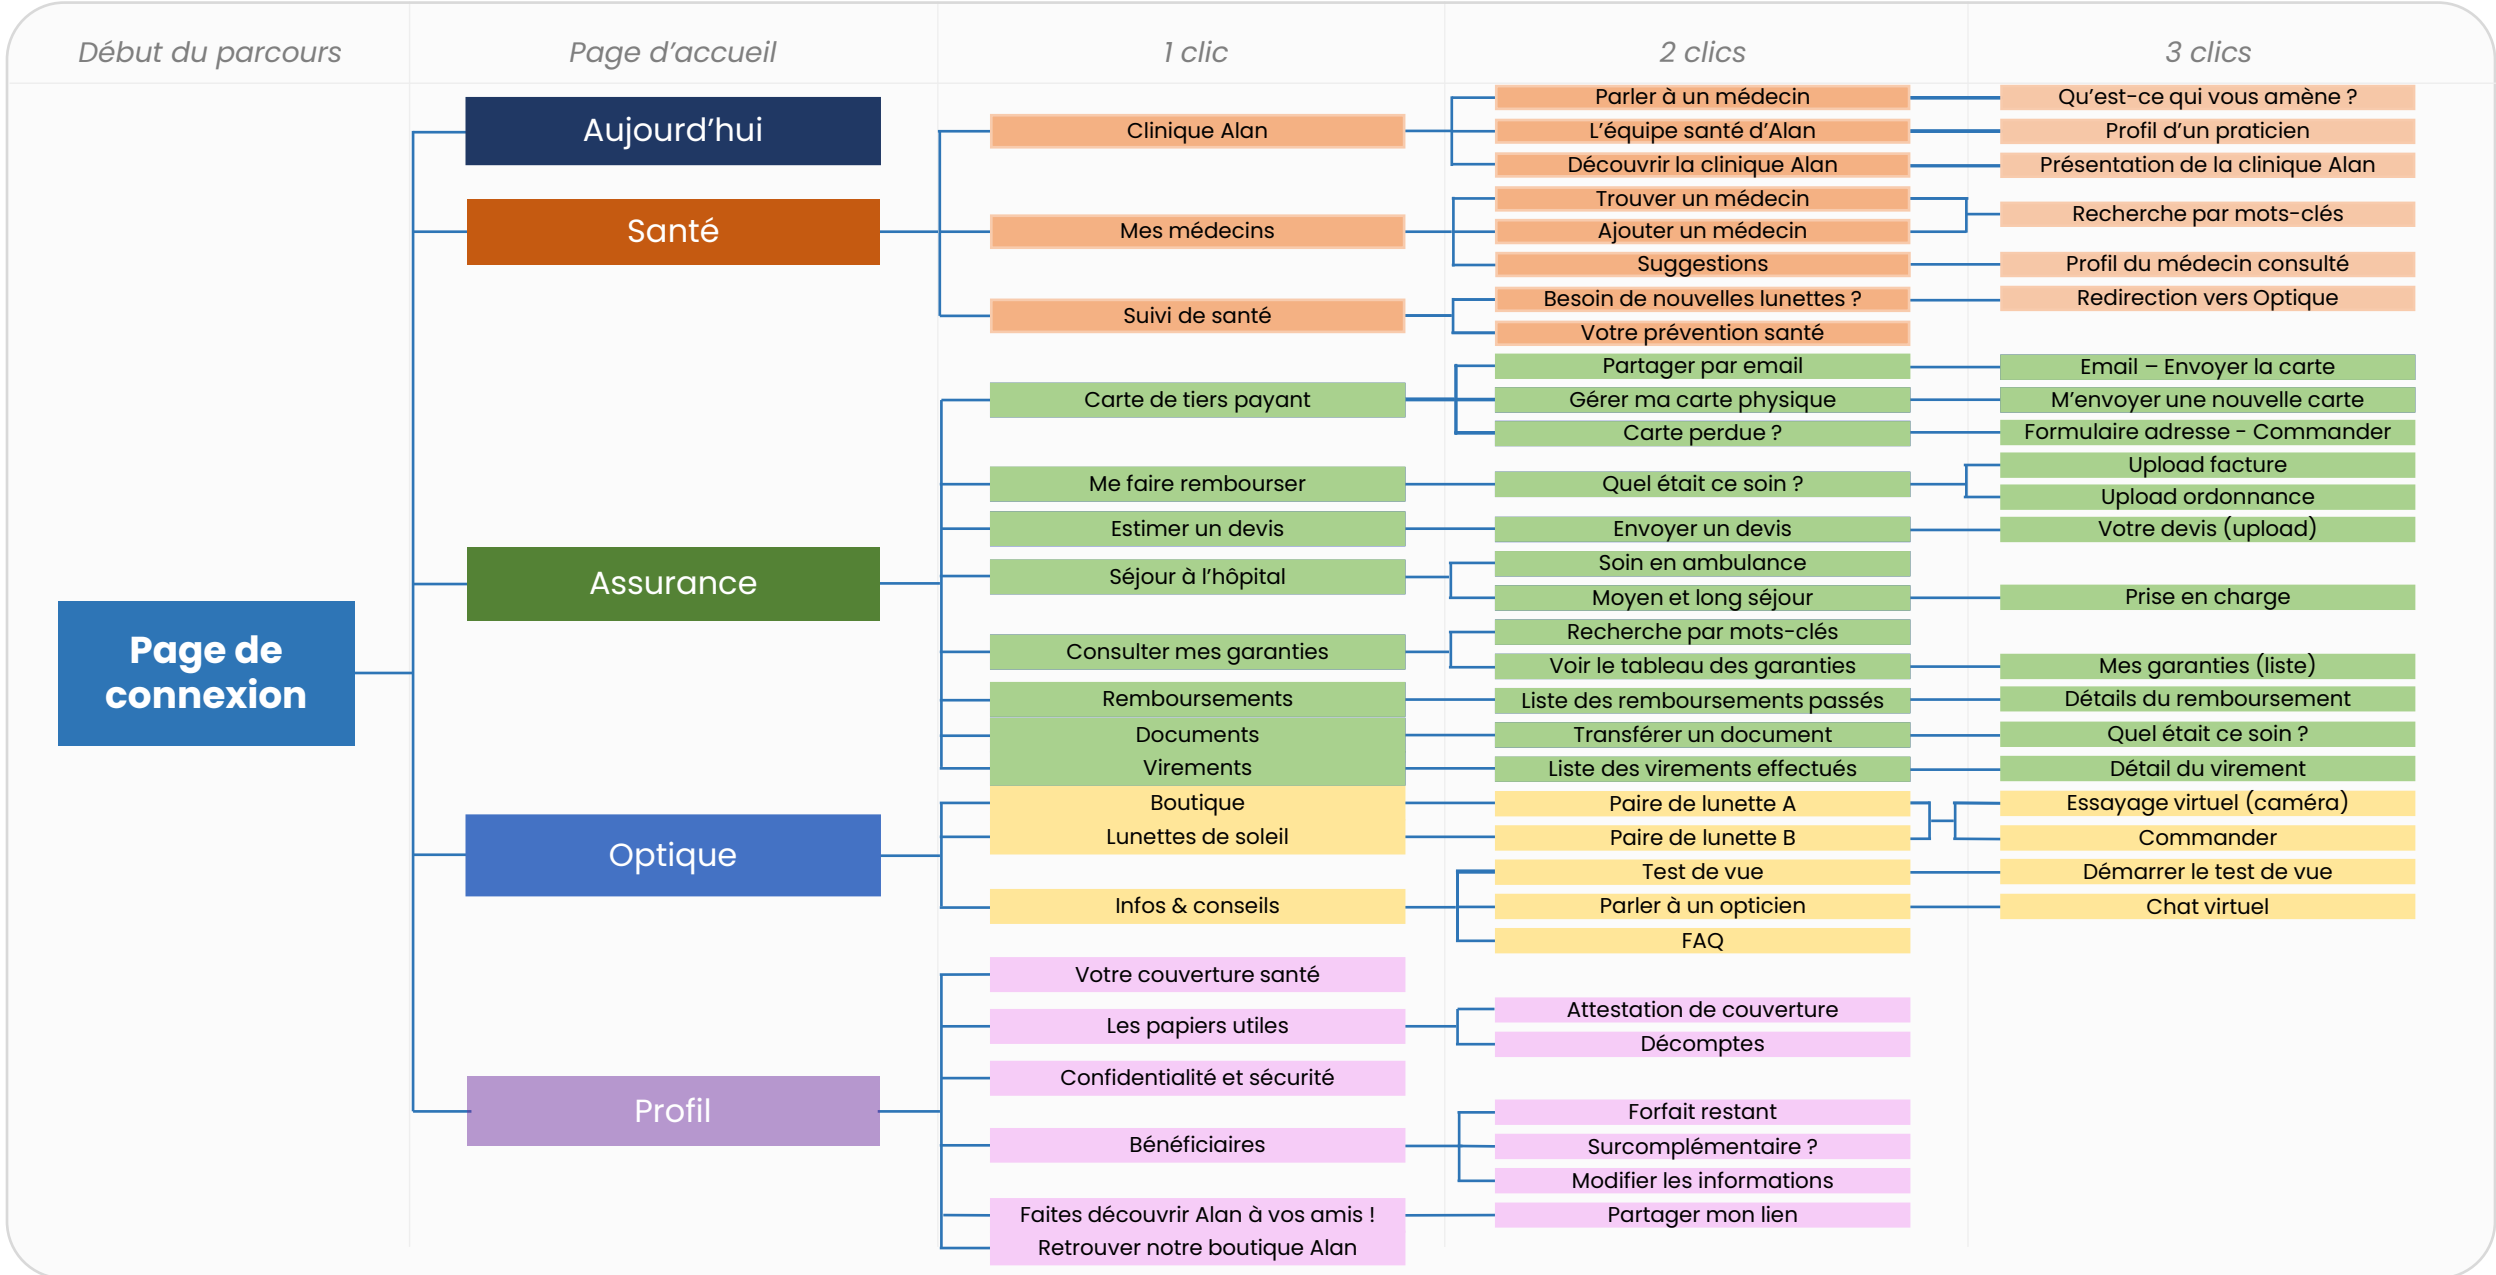 Début du parcours
Page d’accueil
1 clic
2 clics
3 clics
Page de
connexion
Aujourd’hui
Santé
Clinique Alan
Parler à un médecin
Qu’est-ce qui vous amène ?
L’équipe santé d’Alan
Profil d’un praticien
Découvrir la clinique Alan
Présentation de la clinique Alan
Mes médecins
Trouver un médecin
Ajouter un médecin
Recherche par mots-clés
Suggestions
Profil du médecin consulté
Suivi de santé
Besoin de nouvelles lunettes ?
Redirection vers Optique
Votre prévention santé
Assurance
Carte de tiers payant
Partager par email
Email – Envoyer la carte
Gérer ma carte physique
M’envoyer une nouvelle carte
Carte perdue ?
Formulaire adresse - Commander
Me faire rembourser
Quel était ce soin ?
Upload facture
Upload ordonnance
Estimer un devis
Envoyer un devis
Votre devis (upload)
Séjour à l’hôpital
Soin en ambulance
Moyen et long séjour
Prise en charge
Consulter mes garanties
Recherche par mots-clés
Voir le tableau des garanties
Mes garanties (liste)
Remboursements
Liste des remboursements passés
Détails du remboursement
Documents
Transférer un document
Quel était ce soin ?
Virements
Liste des virements effectués
Détail du virement
Optique
Boutique
Paire de lunette A
Essayage virtuel (caméra)
Lunettes de soleil
Paire de lunette B
Commander
Infos & conseils
Test de vue
Démarrer le test de vue
Parler à un opticien
Chat virtuel
FAQ
Profil
Votre couverture santé
Les papiers utiles
Attestation de couverture
Décomptes
Confidentialité et sécurité
Bénéficiaires
Forfait restant
Surcomplémentaire ?
Modifier les informations
Faites découvrir Alan à vos amis !
Partager mon lien
Retrouver notre boutique Alan